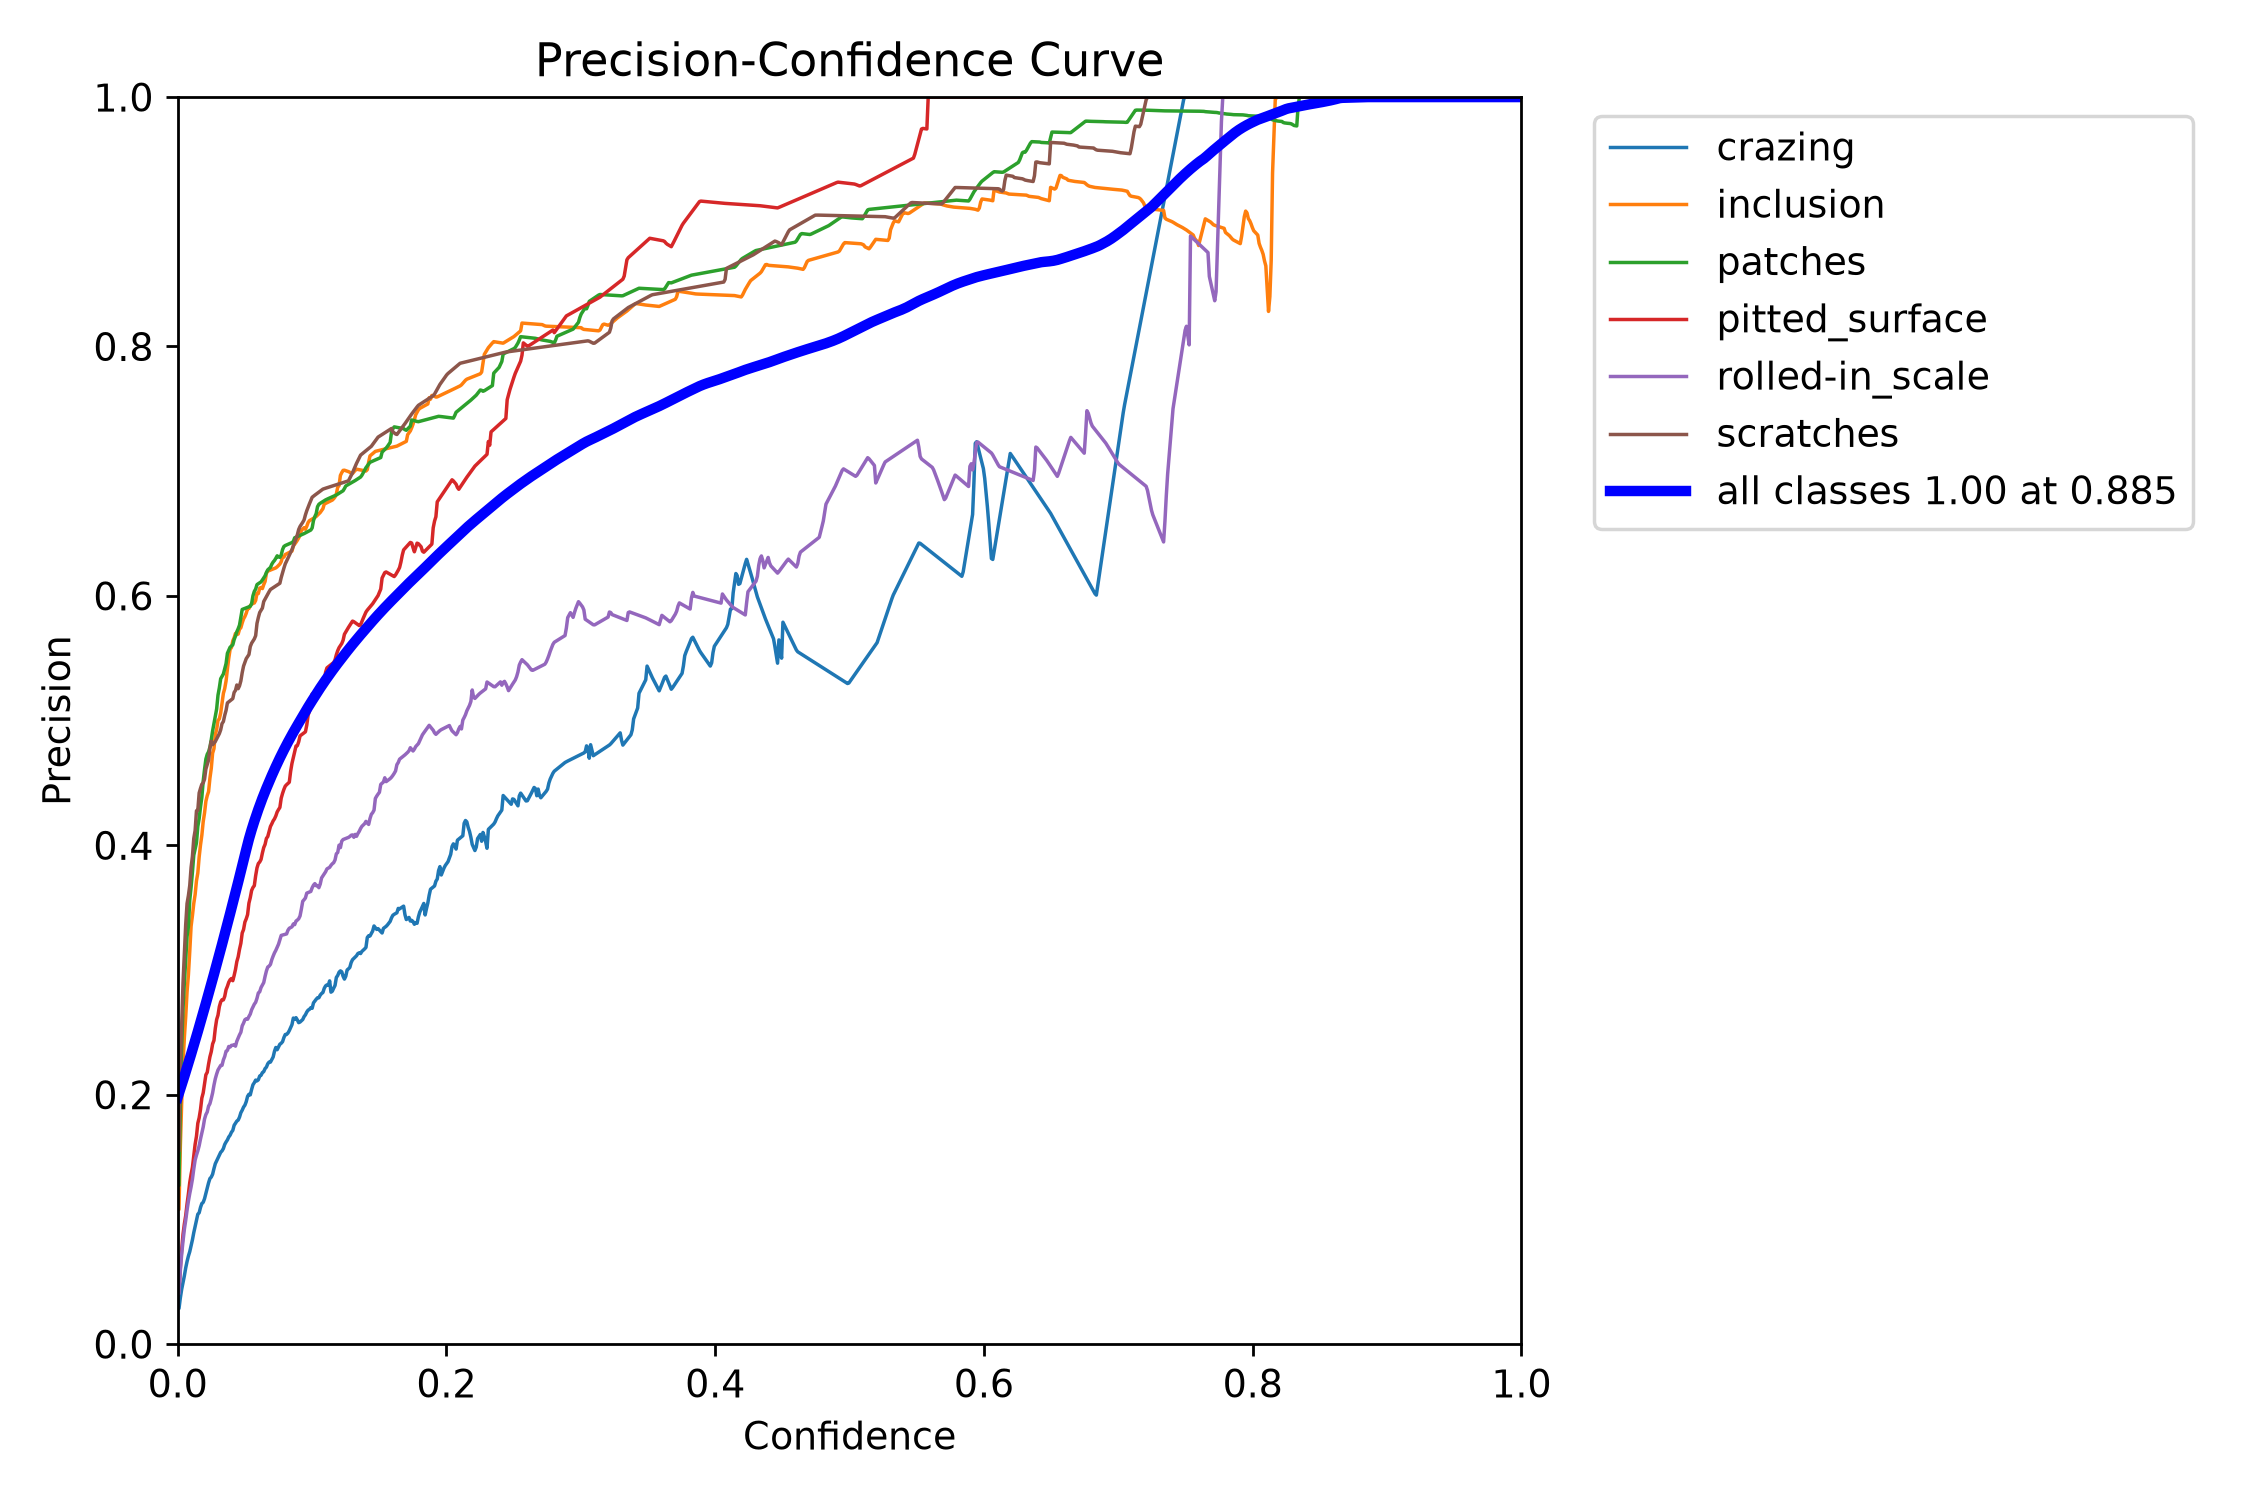 Precision-Confidence Curve
1.0
0.8
0.6
0.4
0.2
0.0
Precision
0.0 0.2 0.4 0.6 0.8 1.0
Confidence
crazing
inclusion
patches
pitted_surface
rolled-in_scale
scratches
all classes 1.00 at 0.885